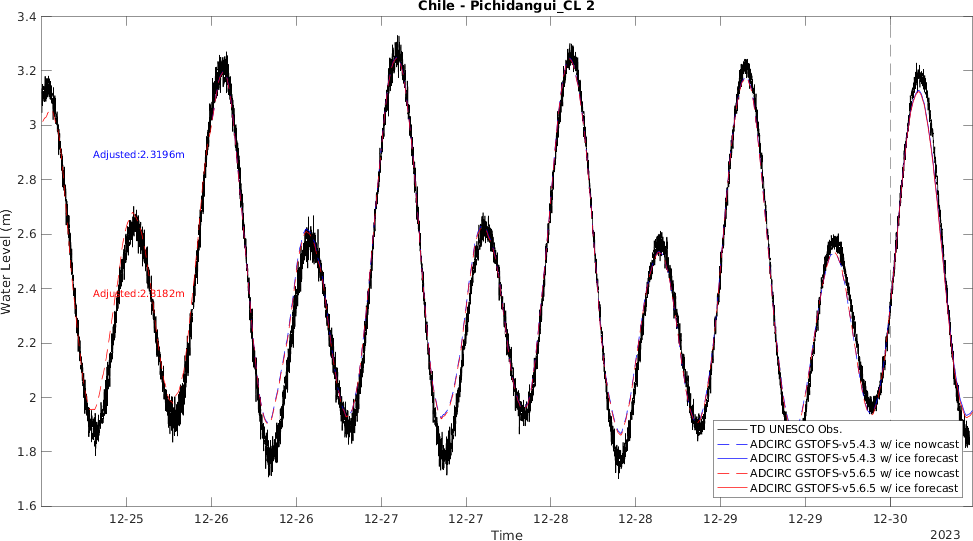 Chile - Pichidangui_CL 2
Water Level (m)
3.4
3.2
3
2.8
2.6
2.4
2.2
2
1.8
1.6
Adjusted:2.3196m
Adjusted:2.3182m
TD UNESCO Obs.
ADCIRC GSTOFS-v5.4.3 w/ ice nowcast
ADCIRC GSTOFS-v5.4.3 w/ ice forecast
ADCIRC GSTOFS-v5.6.5 w/ ice nowcast
ADCIRC GSTOFS-v5.6.5 w/ ice forecast
12-25 12-26 12-26 12-27 12-27 12-28 12-28 12-29 12-29 12-30
Time
2023